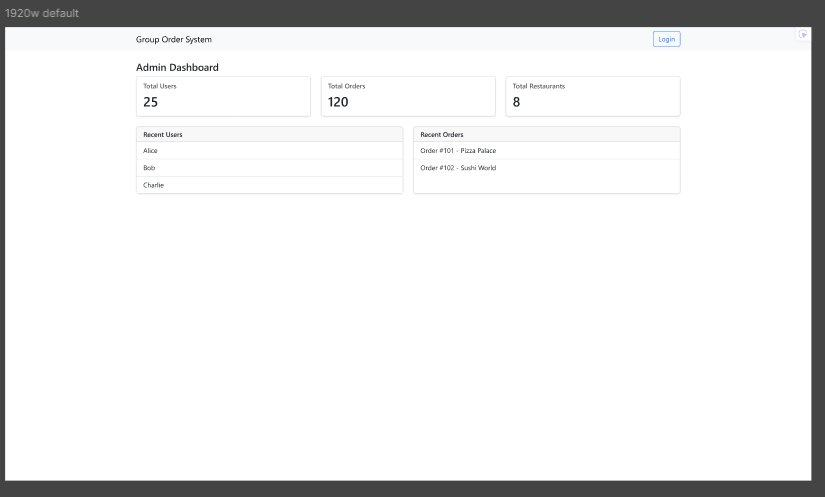 1920w default
Group Order System
Login
Admin Dashboard
Total Users
25
Total Orders
120
Total Restaurants
8
Recent Users
Alice
Bob
Charlie
Recent Orders
Order #101 - Pizza Palace
Order #102 - Sushi World